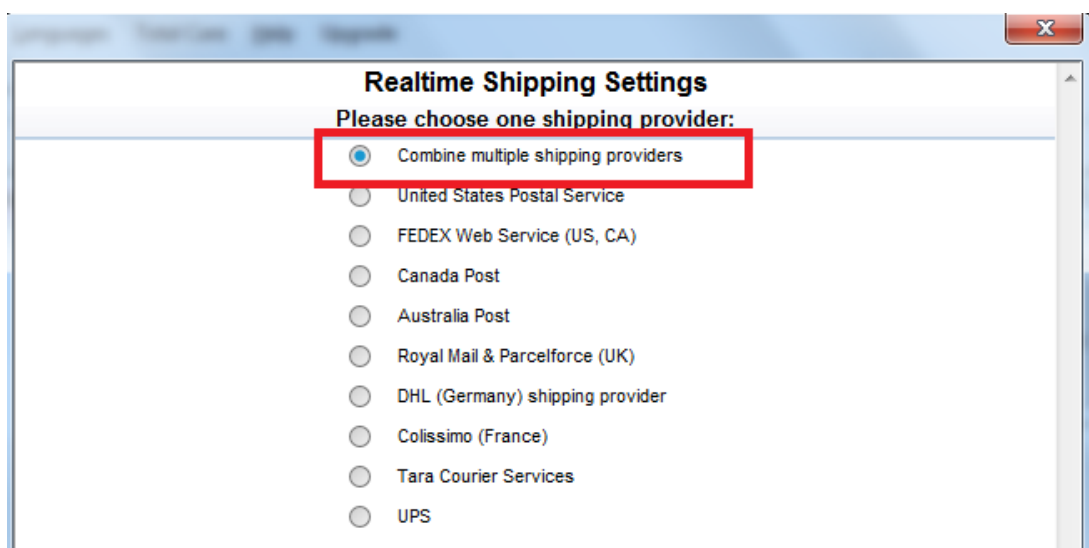 Realtime Shipping Settings
Please choose one shipping provider:
Combine multiple shipping providers
United States Postal Service
FEDEX Web Service (US, CA)
Canada Post
Australia Post
Royal Mail & Parcelforce (UK)
DHL (Germany) shipping provider
Colissimo (France)
Tara Courier Services
UPS